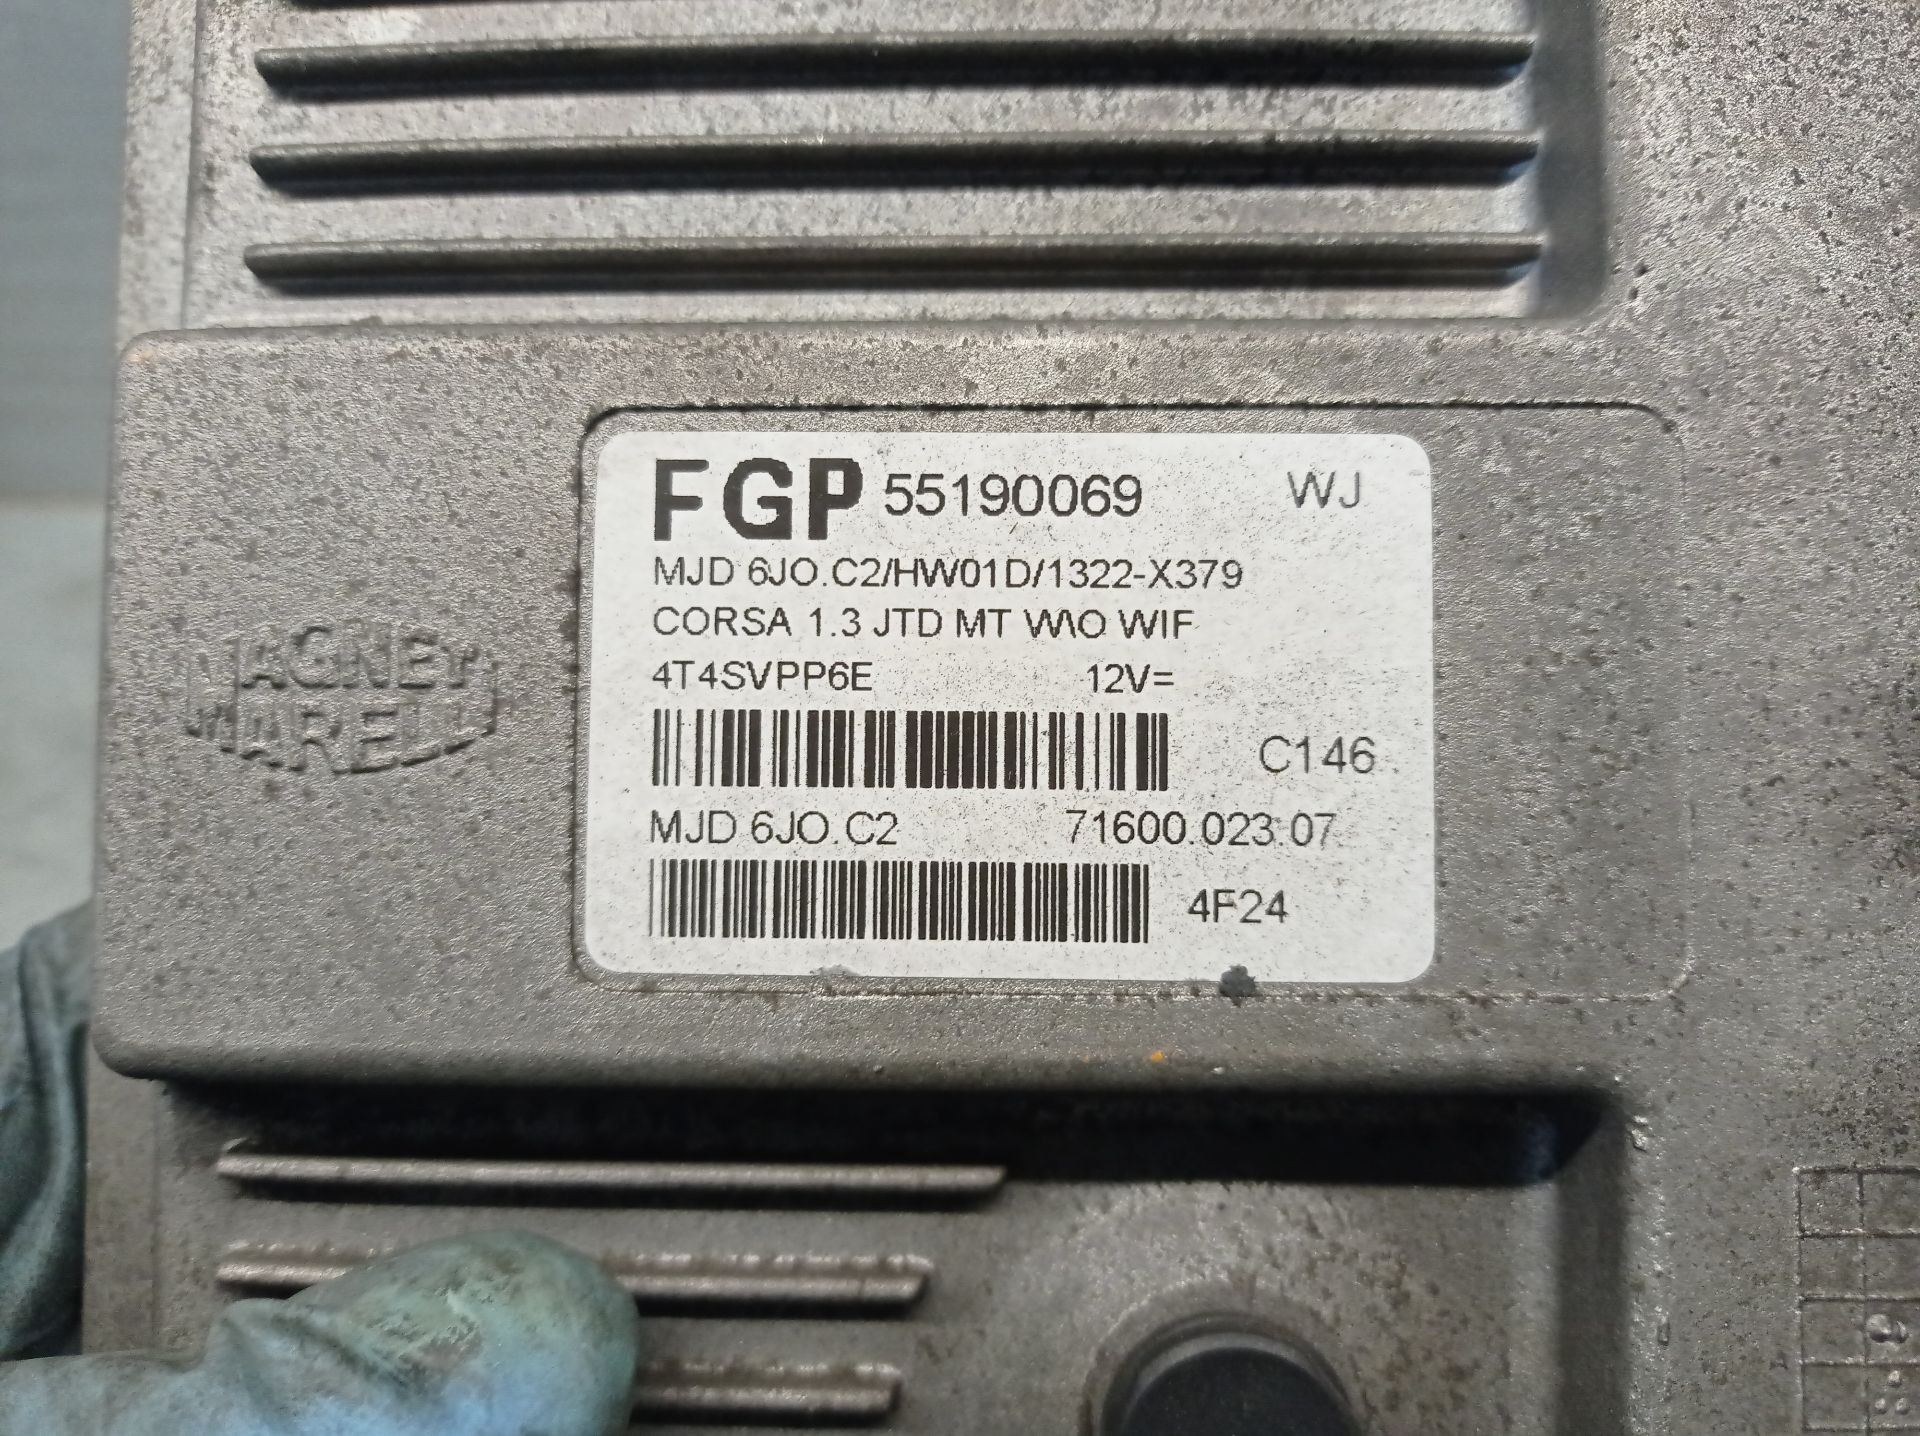 MAGNETI
MARELLI
FGP 55190069 WJ
MJD 6JO.C2/HW01D/1322-X379
CORSA 1.3 JTD MT W\O WIF
4T4SVPP6E 12V=
C146
MJD 6JO.C2 71600.023.07
4F24